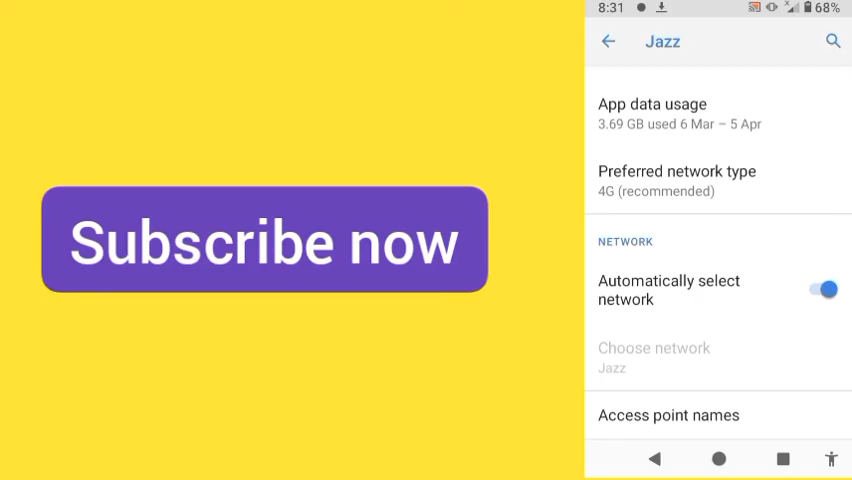 Subscribe now
8:31
68%
Jazz
App data usage
3.69 GB used 6 Mar – 5 Apr
Preferred network type
4G (recommended)
NETWORK
Automatically select
network
Choose network
Jazz
Access point names